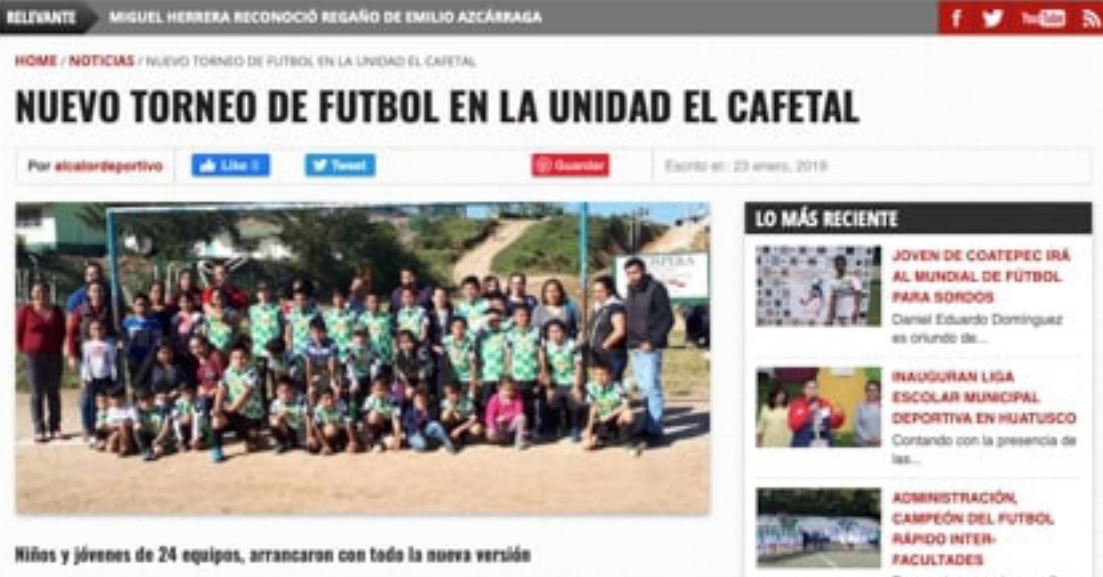 RELEVANTE MIGUEL HERRERA RECONOCIÓ REGAÑO DE EMILIO AZCÁRRAGA
f YouTube
HOME / NOTICIAS / NUEVO TORNEO DE FUTBOL EN LA UNIDAD EL CAFETAL
NUEVO TORNEO DE FUTBOL EN LA UNIDAD EL CAFETAL
Por alcalordeportivo Like 0 Tweet Guardar Escrito el: 23 enero, 2019
LO MÁS RECIENTE
JOVEN DE COATEPEC IRÁ
AL MUNDIAL DE FÚTBOL
PARA SORDOS
Daniel Eduardo Domínguez
es oriundo de...
INAUGURAN LIGA
ESCOLAR MUNICIPAL
DEPORTIVA EN HUATUSCO
Contando con la presencia de
las...
ADMINISTRACIÓN,
CAMPEÓN DEL FUTBOL
RÁPIDO INTER-
FACULTADES
Niños y jóvenes de 24 equipos, arrancaron con todo la nueva versión